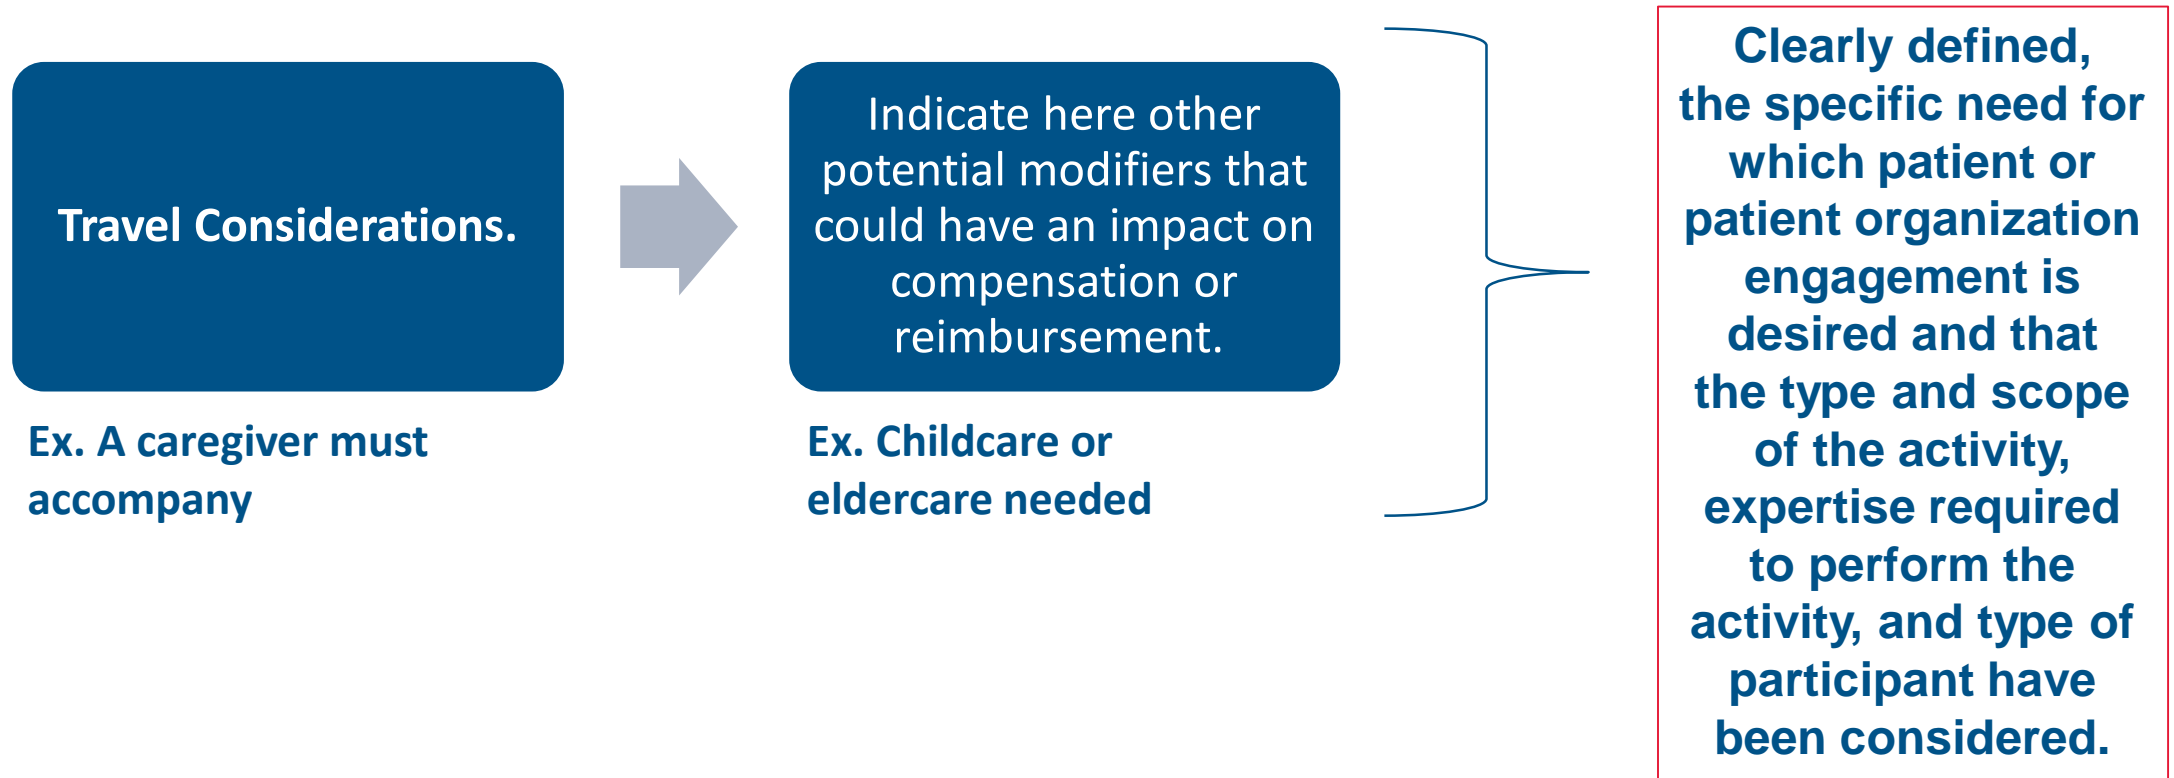 Travel Considerations.
Ex. A caregiver must
accompany
Indicate here other
potential modifiers that
could have an impact on
compensation or
reimbursement.
Ex. Childcare or
eldercare needed
Clearly defined,
the specific need for
which patient or
patient organization
engagement is
desired and that
the type and scope
of the activity,
expertise required
to perform the
activity, and type of
participant have
been considered.